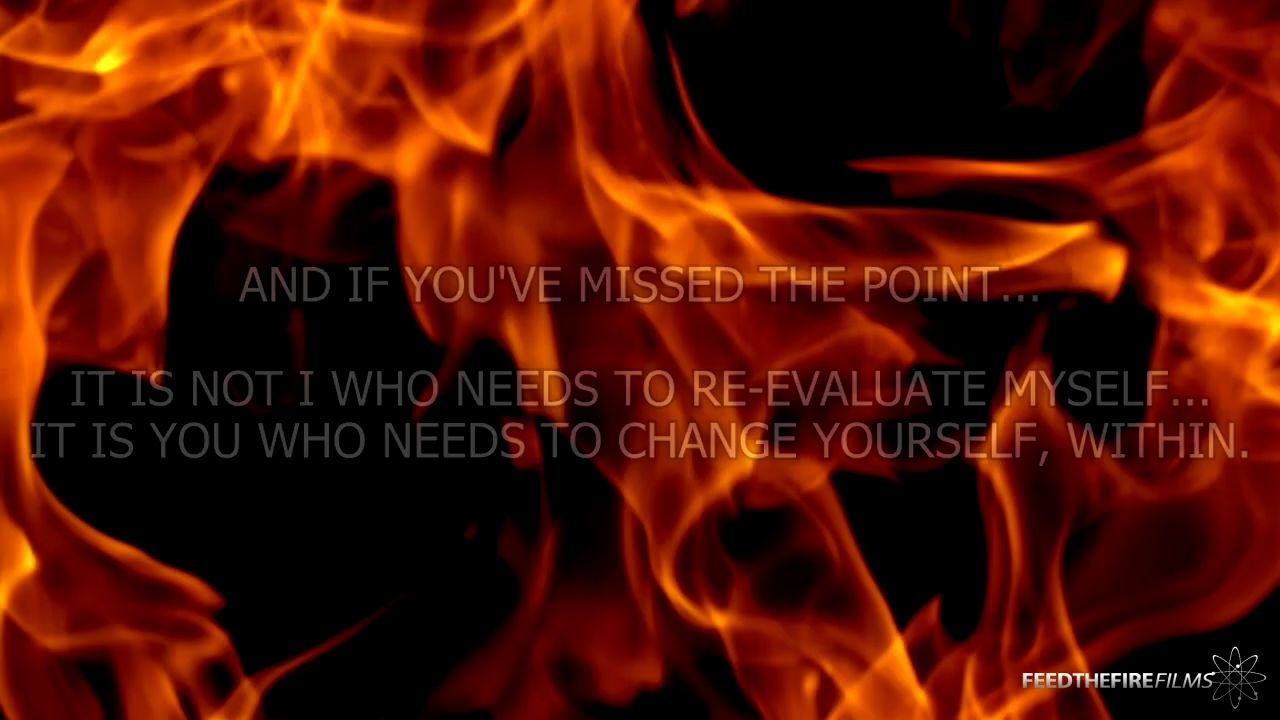 AND IF YOU'VE MISSED THE POINT...
IT IS NOT I WHO NEEDS TO RE-EVALUATE MYSELF...
IT IS YOU WHO NEEDS TO CHANGE YOURSELF, WITHIN.
FEEDTHEFIREFILMS